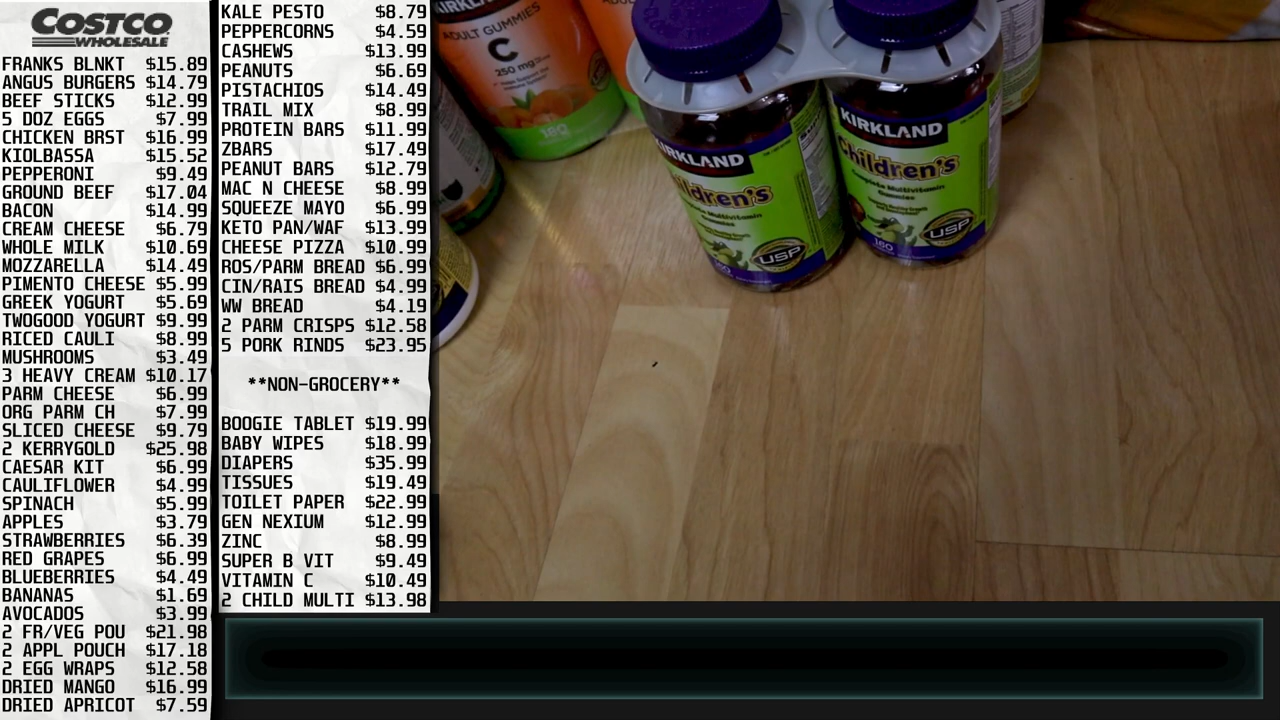 COSTCO
WHOLESALE
FRANKS BLNKT $15.89
ANGUS BURGERS $14.79
BEEF STICKS $12.99
5 DOZ EGGS $7.99
CHICKEN BRST $16.99
KIOLBASSA $15.52
PEPPERONI $9.49
GROUND BEEF $17.04
BACON $14.99
CREAM CHEESE $6.79
WHOLE MILK $10.69
MOZZARELLA $14.49
PIMENTO CHEESE $5.99
GREEK YOGURT $5.69
TWOGOOD YOGURT $9.99
RICED CAULI $8.99
MUSHROOMS $3.49
3 HEAVY CREAM $10.17
PARM CHEESE $6.99
ORG PARM CH $7.99
SLICED CHEESE $9.79
2 KERRYGOLD $25.98
CAESAR KIT $6.99
CAULIFLOWER $4.99
SPINACH $5.99
APPLES $3.79
STRAWBERRIES $6.39
RED GRAPES $6.99
BLUEBERRIES $4.49
BANANAS $1.69
AVOCADOS $3.99
2 FR/VEG POU $21.98
2 APPL POUCH $17.18
2 EGG WRAPS $12.58
DRIED MANGO $16.99
DRIED APRICOT $7.59
KALE PESTO $8.79
PEPPERCORNS $4.59
CASHEWS $13.99
PEANUTS $6.69
PISTACHIOS $14.49
TRAIL MIX $8.99
PROTEIN BARS $11.99
ZBARS $17.49
PEANUT BARS $12.79
MAC N CHEESE $8.99
SQUEEZE MAYO $6.99
KETO PAN/WAF $13.99
CHEESE PIZZA $10.99
ROS/PARM BREAD $6.99
CIN/RAIS BREAD $4.99
WW BREAD $4.19
2 PARM CRISPS $12.58
5 PORK RINDS $23.95
**NON-GROCERY**
BOOGIE TABLET $19.99
BABY WIPES $18.99
DIAPERS $35.99
TISSUES $19.49
TOILET PAPER $22.99
GEN NEXIUM $12.99
ZINC $8.99
SUPER B VIT $9.49
VITAMIN C $10.49
2 CHILD MULTI $13.98
ADULT GUMMIES
C
250 mg
180
KIRKLAND
Children's
Complete Multivitamin
Gummies
USP
KIRKLAND
Children's
Complete Multivitamin
Gummies
USP
160